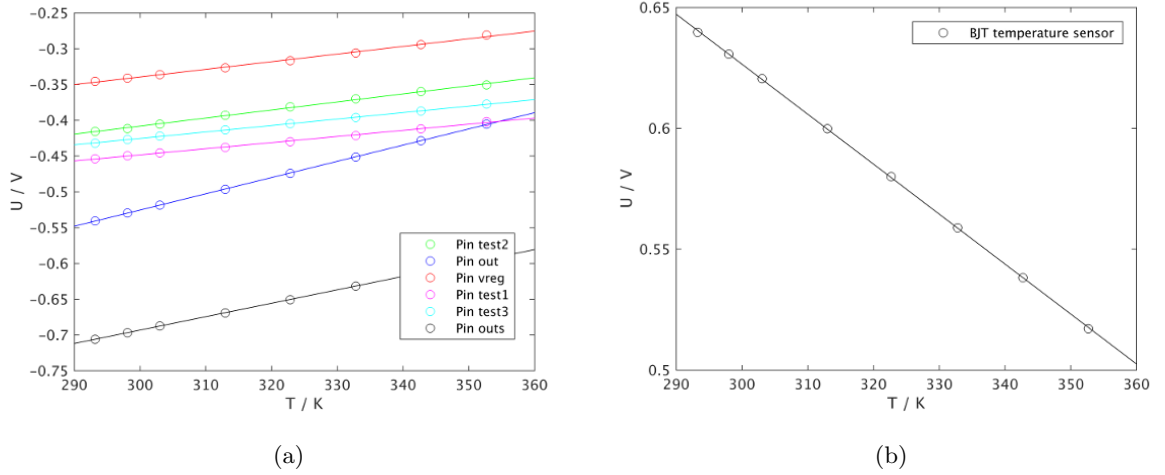 -0.25
-0.3
-0.35
-0.4
-0.45
-0.5
-0.55
-0.6
-0.65
-0.7
-0.75
U / V
290 300 310 320 330 340 350 360
T / K
Pin test2
Pin out
Pin vreg
Pin test1
Pin test3
Pin outs
(a)
0.65
0.6
0.55
0.5
U / V
290 300 310 320 330 340 350 360
T / K
BJT temperature sensor
(b)